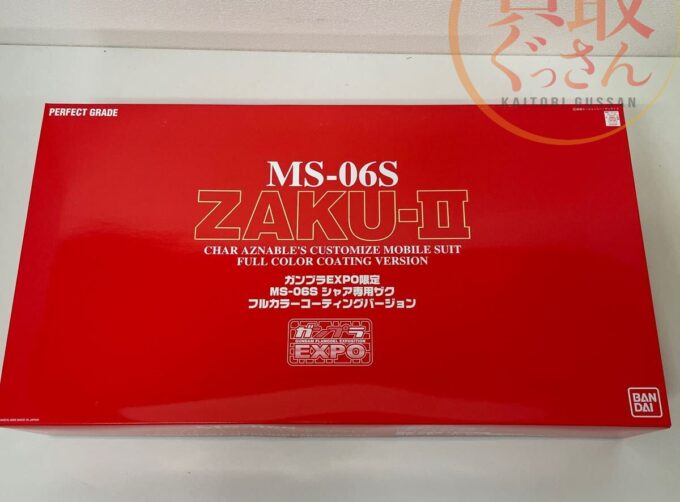 買取
ぐっさん
KAITORI GUSSAN
PERFECT GRADE
MS-06S
ZAKU-II
CHAR AZNABLE'S CUSTOMIZE MOBILE SUIT
FULL COLOR COATING VERSION
ガンプラEXPO限定
MS-06S シャア専用ザク
フルカラーコーティングバージョン
ガンプラ
GUNDAM PLAMODEL EXPOSITION
EXPO
BAN
DAI